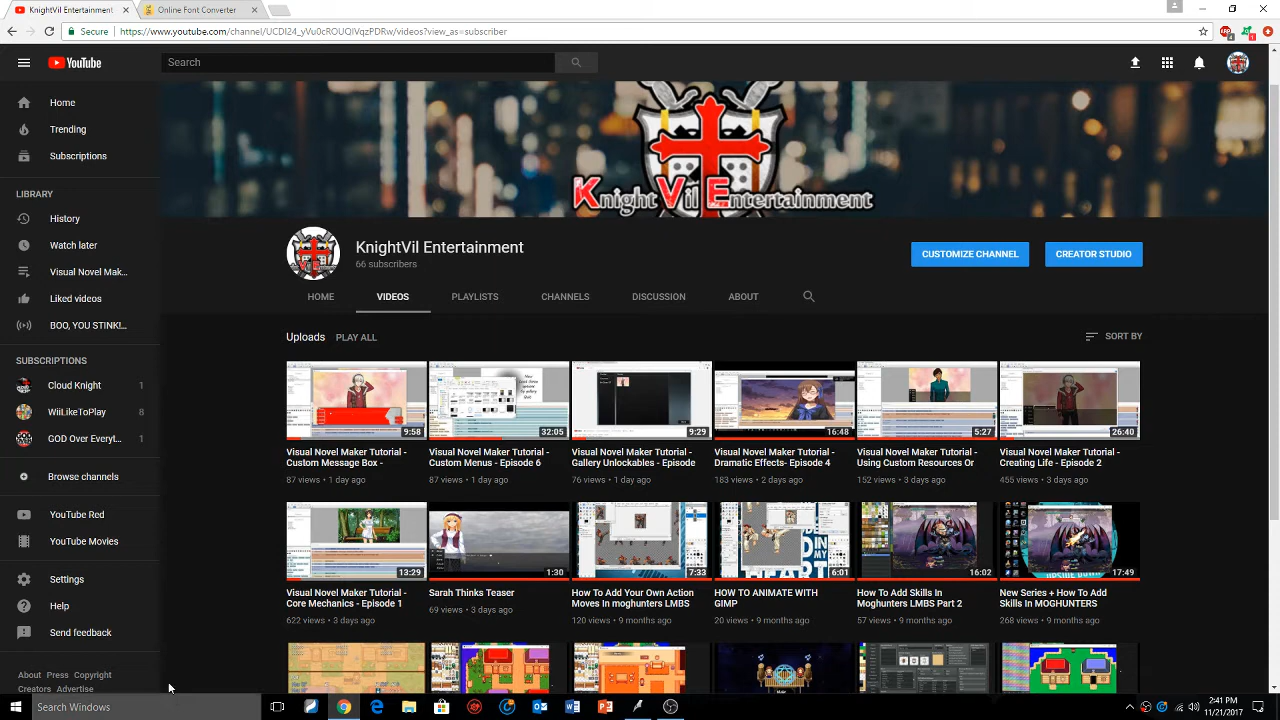 KnightVil Entertainment
Online Font Converter
Secure
https://www.youtube.com/channel/UCDI24_yVu0cROUQIVqzPDRw/videos?view_as=subscriber
YouTube
Search
Home
Trending
Subscriptions
LIBRARY
History
Watch later
Visual Novel Mak...
Liked videos
BOO, YOU STINK!...
SUBSCRIPTIONS
Cloud Knight 1
GOD Over Everyt... 1
Browse channels
YouTube Red
YouTube Movies
Settings
Help
Send feedback
About Press Copyright
KnightVil Entertainment
KnightVil Entertainment
66 subscribers
CUSTOMIZE CHANNEL
CREATOR STUDIO
HOME VIDEOS PLAYLISTS CHANNELS DISCUSSION ABOUT
Uploads PLAY ALL
SORT BY
9:58 32:05 9:29 16:48 5:27 26:40
Visual Novel Maker Tutorial -
Custom Message Box -
87 views • 1 day ago
Visual Novel Maker Tutorial -
Custom Menus - Episode 6
87 views • 1 day ago
Visual Novel Maker Tutorial -
Gallery Unlockables - Episode
76 views • 1 day ago
Visual Novel Maker Tutorial -
Dramatic Effects- Episode 4
183 views • 2 days ago
Visual Novel Maker Tutorial -
Using Custom Resources Or
152 views • 3 days ago
Visual Novel Maker Tutorial -
Creating Life - Episode 2
455 views • 3 days ago
13:29 1:30 7:33 6:01 16:02 17:49
Visual Novel Maker Tutorial -
Core Mechanics - Episode 1
622 views • 3 days ago
Sarah Thinks Teaser
69 views • 3 days ago
How To Add Your Own Action
Moves In moghunters LMBS
120 views • 9 months ago
HOW TO ANIMATE WITH
GIMP
20 views • 9 months ago
How To Add Skills In
Moghunters LMBS Part 2
57 views • 9 months ago
New Series + How To Add
Skills In MOGHUNTERS
268 views • 9 months ago
Search Windows
2:41 PM
11/21/2017